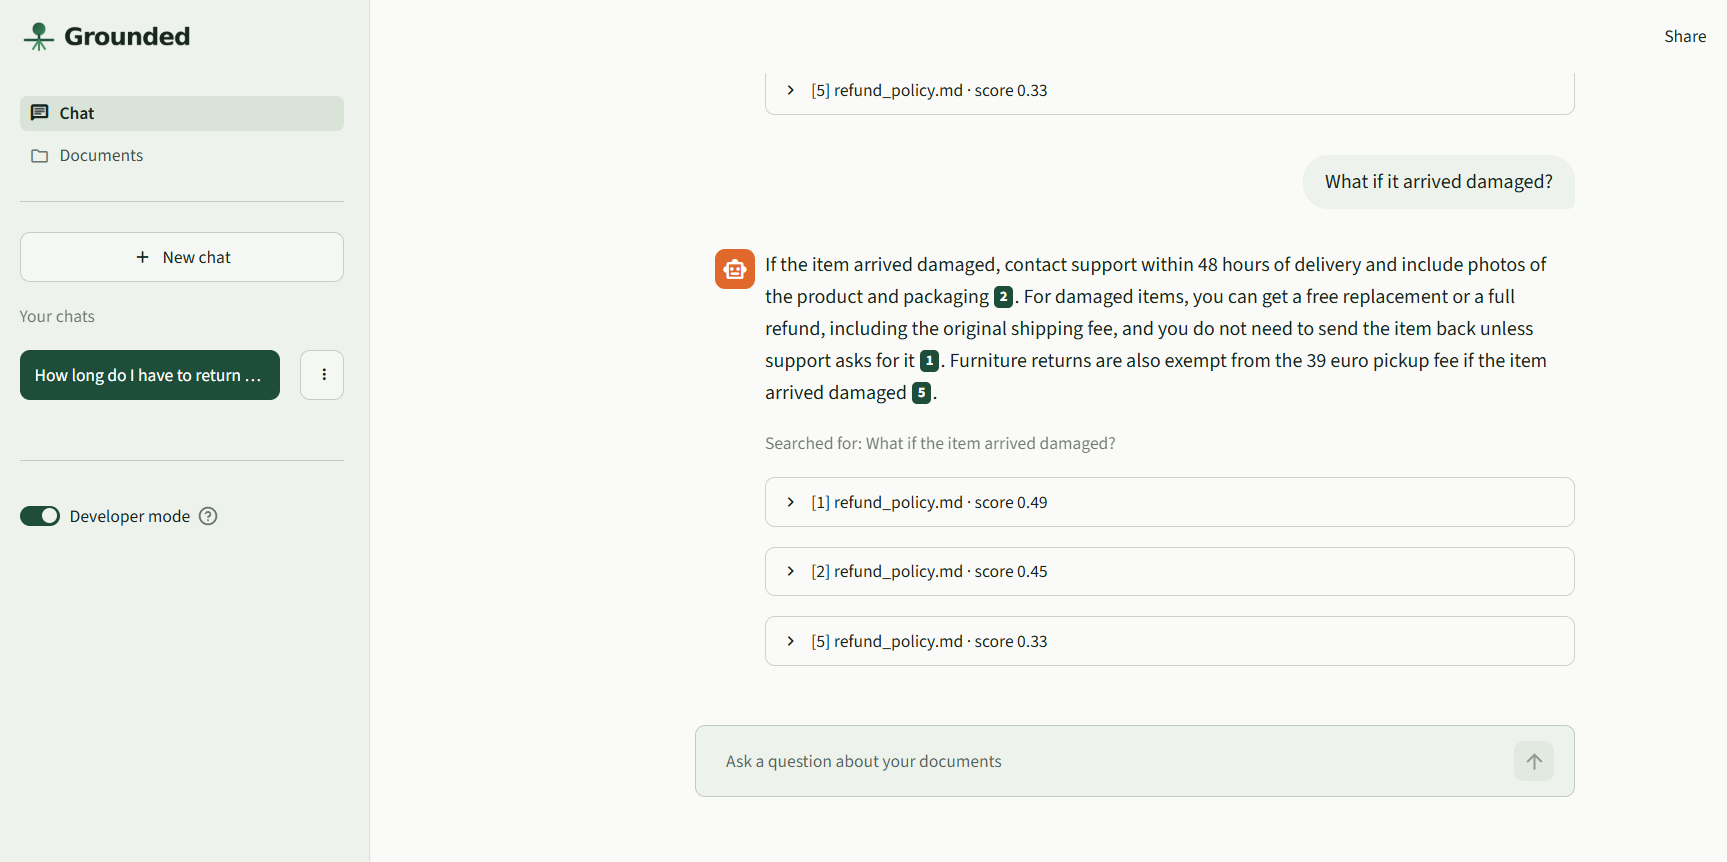 Grounded
Share
Chat
Documents
+ New chat
Your chats
How long do I have to return ...
Developer mode ?
[5] refund_policy.md · score 0.33
What if it arrived damaged?
If the item arrived damaged, contact support within 48 hours of delivery and include photos of
the product and packaging 2. For damaged items, you can get a free replacement or a full
refund, including the original shipping fee, and you do not need to send the item back unless
support asks for it 1. Furniture returns are also exempt from the 39 euro pickup fee if the item
arrived damaged 5.
Searched for: What if the item arrived damaged?
[1] refund_policy.md · score 0.49
[2] refund_policy.md · score 0.45
[5] refund_policy.md · score 0.33
Ask a question about your documents